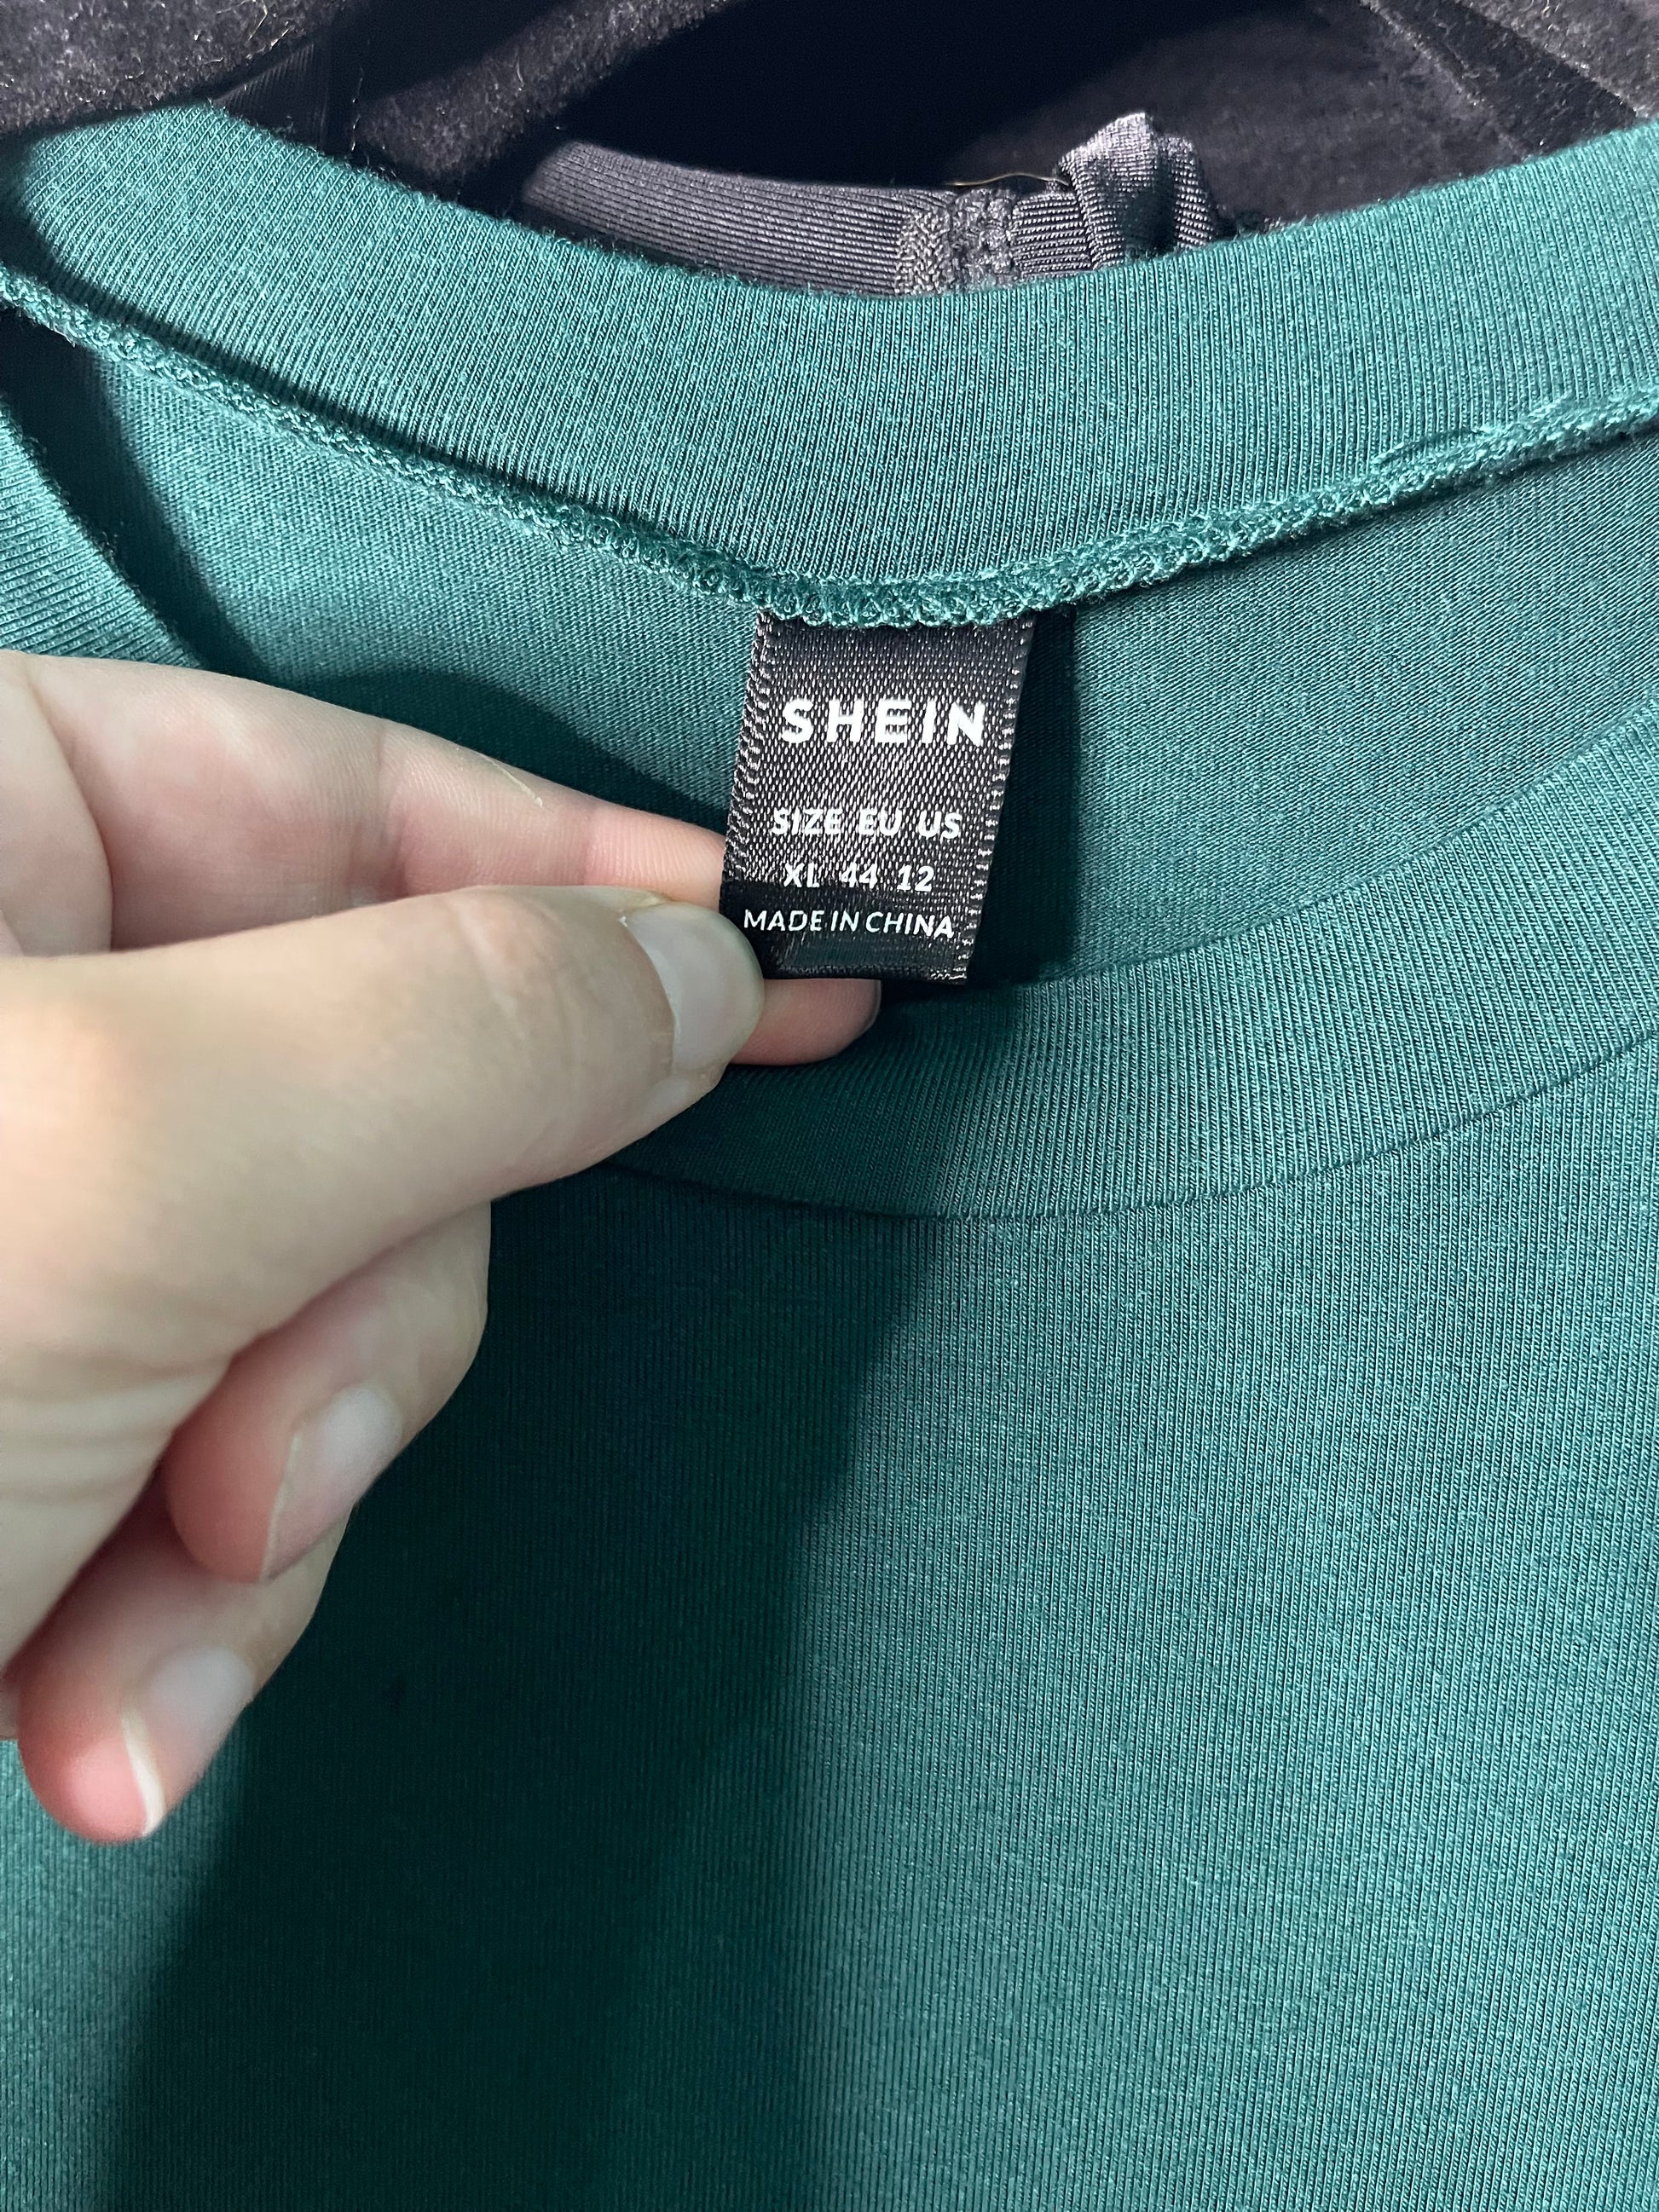 SHEIN
SIZE EU US
XL 44 12
MADE IN CHINA